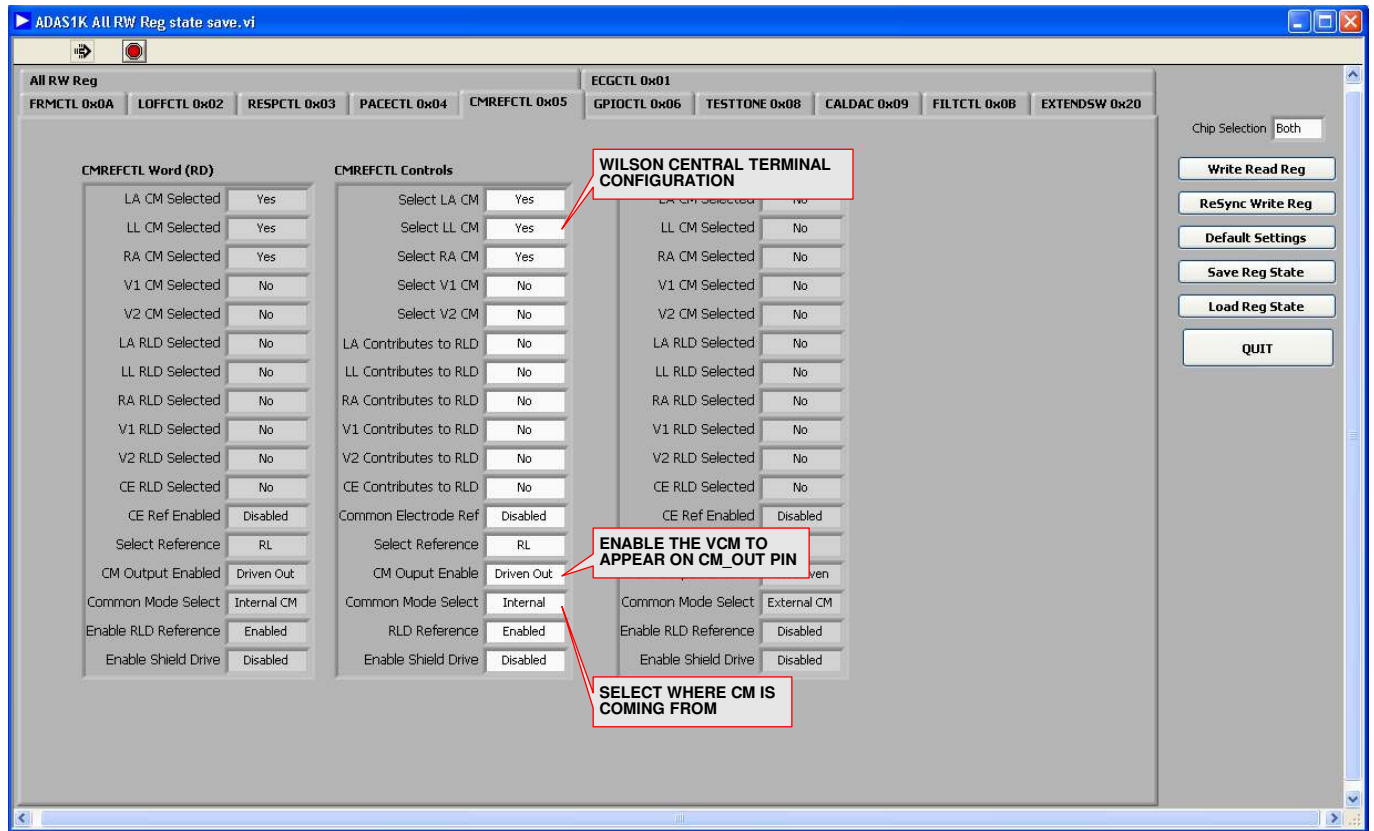 ADAS1K All RW Reg state save.vi
All RW Reg
ECGCTL 0x01
FRMCTL 0x0A
LOFFCTL 0x02
RESPCTL 0x03
PACECTL 0x04
CMREFCTL 0x05
GPIOCTL 0x06
TESTTONE 0x08
CALDAC 0x09
FILTCTL 0x0B
EXTENDSW 0x20
CMREFCTL Word (RD)
LA CM Selected Yes
LL CM Selected Yes
RA CM Selected Yes
V1 CM Selected No
V2 CM Selected No
LA RLD Selected No
LL RLD Selected No
RA RLD Selected No
V1 RLD Selected No
V2 RLD Selected No
CE RLD Selected No
CE Ref Enabled Disabled
Select Reference RL
CM Output Enabled Driven Out
Common Mode Select Internal CM
Enable RLD Reference Enabled
Enable Shield Drive Disabled
CMREFCTL Controls
Select LA CM Yes
Select LL CM Yes
Select RA CM Yes
Select V1 CM No
Select V2 CM No
LA Contributes to RLD No
LL Contributes to RLD No
RA Contributes to RLD No
V1 Contributes to RLD No
V2 Contributes to RLD No
CE Contributes to RLD No
Common Electrode Ref Disabled
Select Reference RL
CM Ouput Enable Driven Out
Common Mode Select Internal
RLD Reference Enabled
Enable Shield Drive Disabled
WILSON CENTRAL TERMINAL
CONFIGURATION
LA CM Selected No
LL CM Selected No
RA CM Selected No
V1 CM Selected No
V2 CM Selected No
LA RLD Selected No
LL RLD Selected No
RA RLD Selected No
V1 RLD Selected No
V2 RLD Selected No
CE RLD Selected No
CE Ref Enabled Disabled
ENABLE THE VCM TO
APPEAR ON CM_OUT PIN
Common Mode Select External CM
Enable RLD Reference Disabled
Enable Shield Drive Disabled
SELECT WHERE CM IS
COMING FROM
Chip Selection Both
Write Read Reg
ReSync Write Reg
Default Settings
Save Reg State
Load Reg State
QUIT